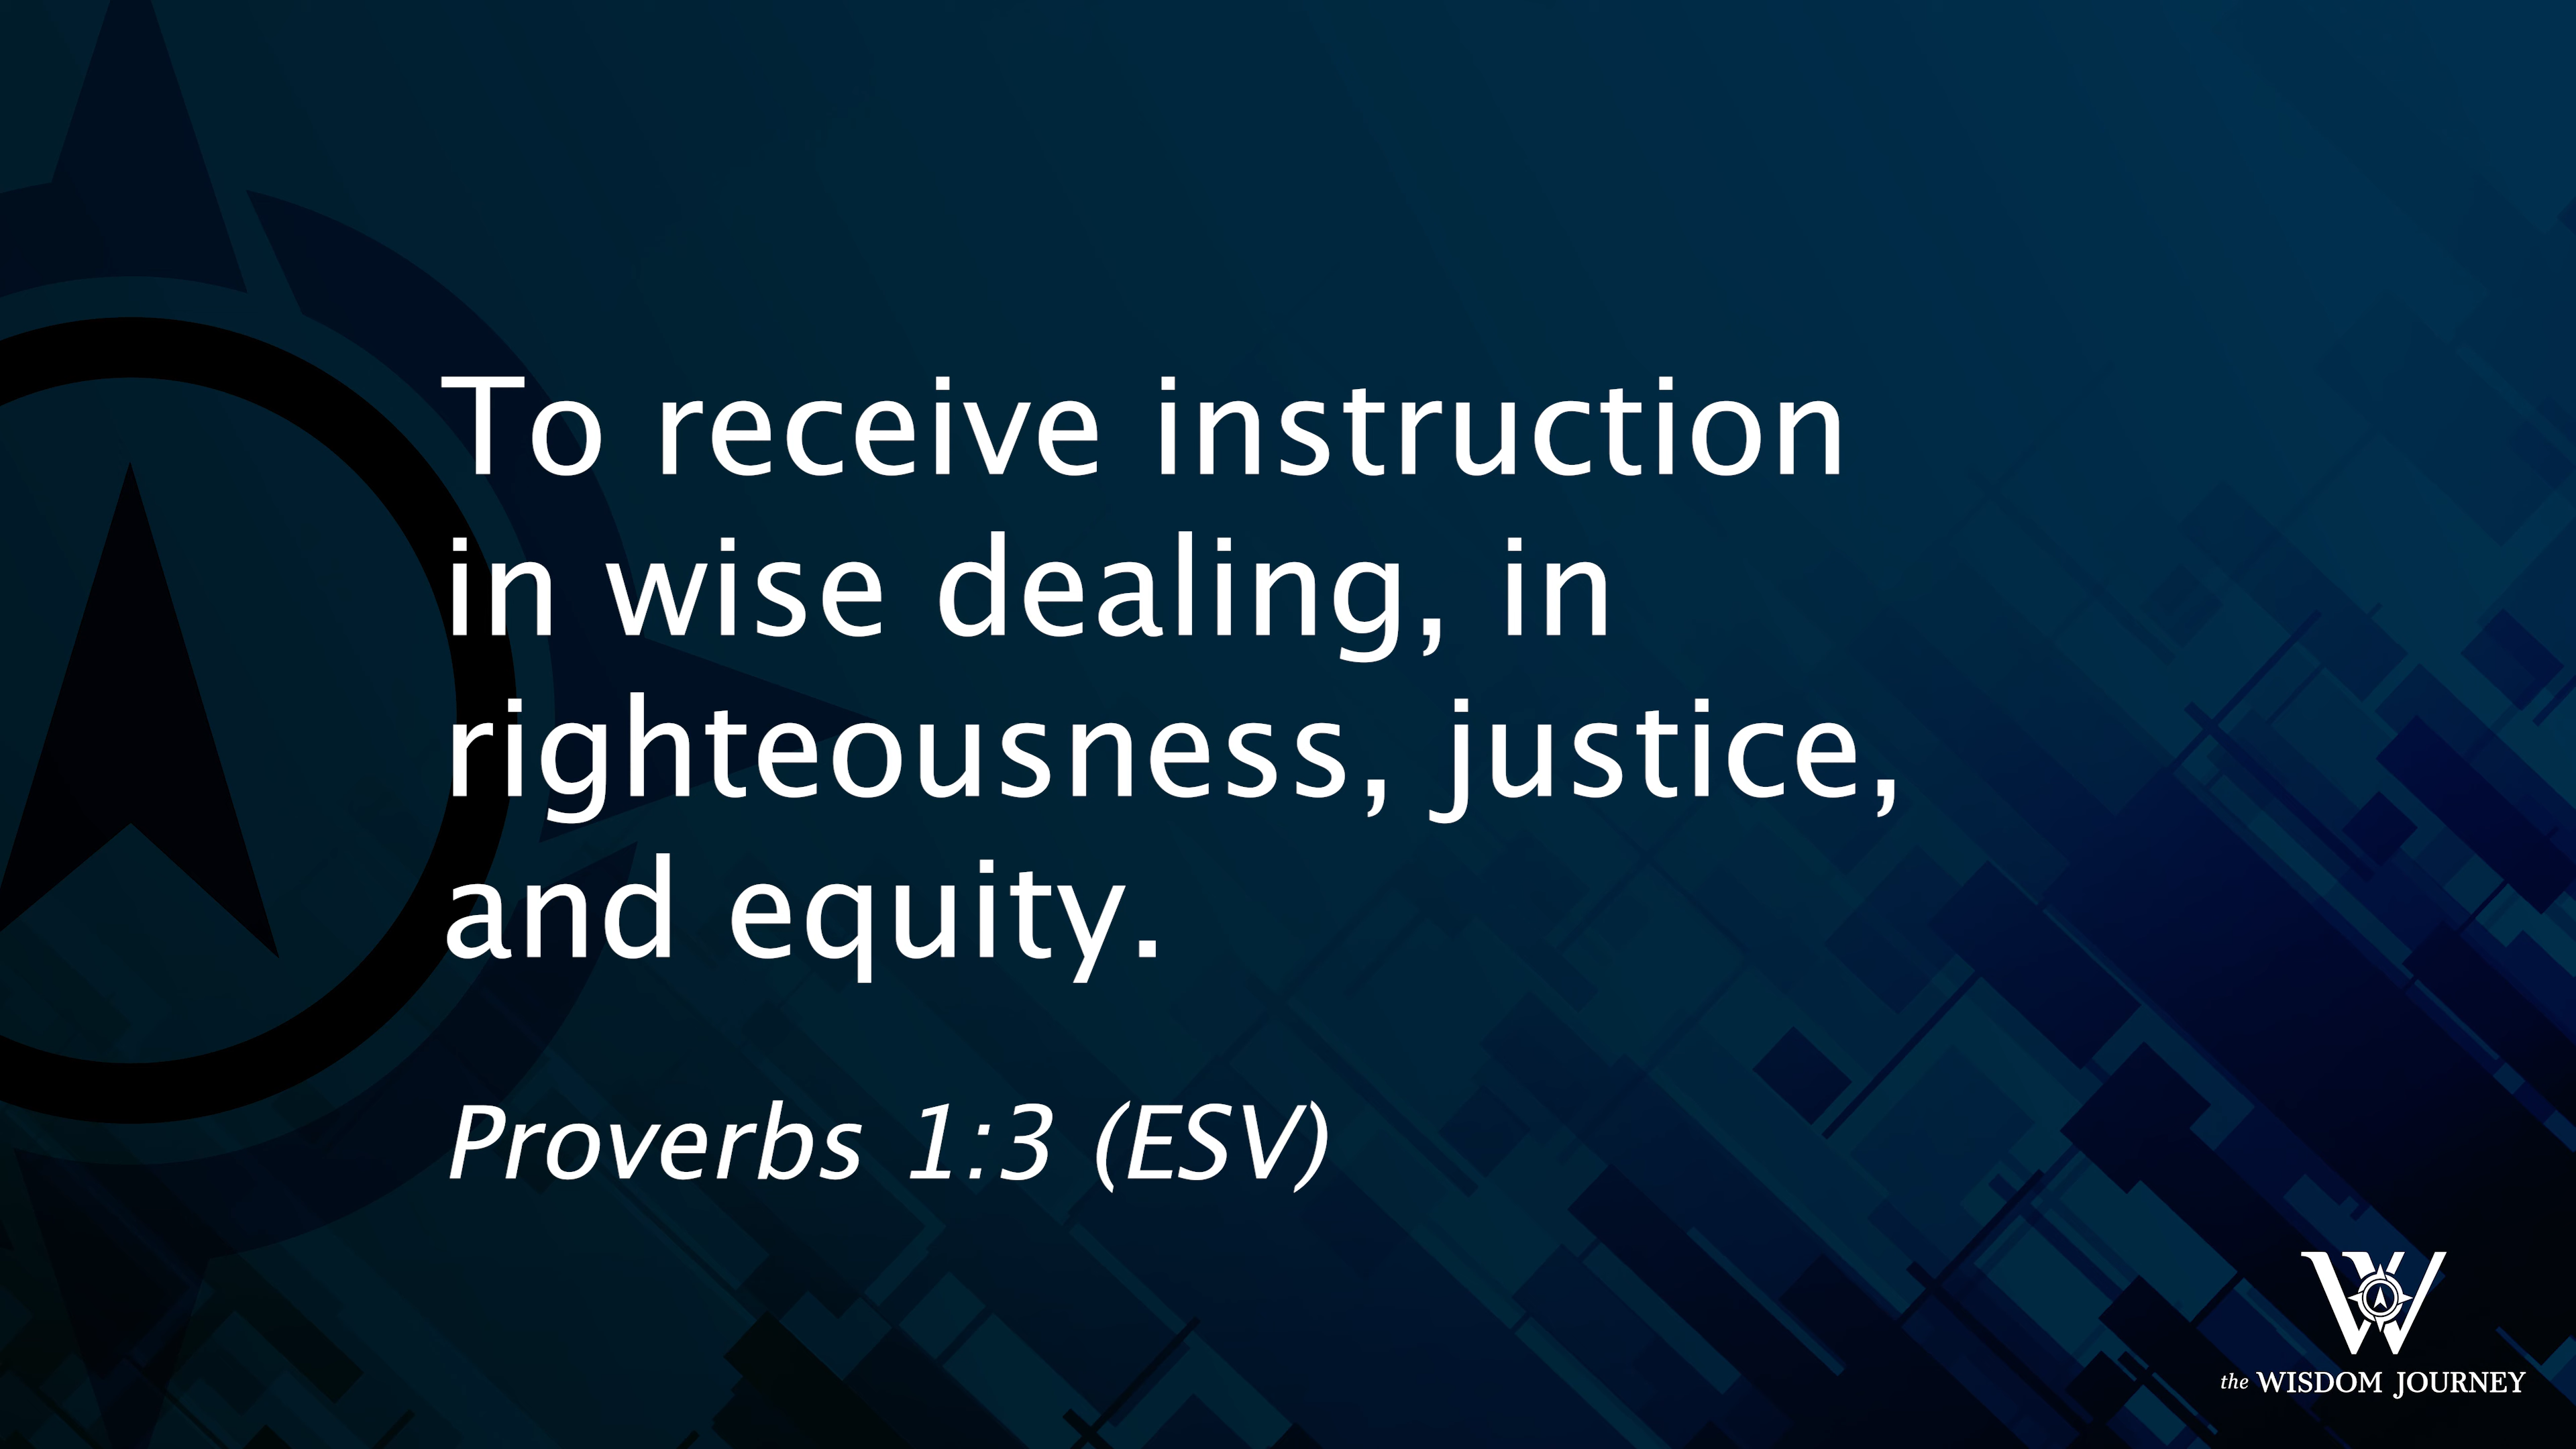 To receive instruction
in wise dealing, in
righteousness, justice,
and equity.
Proverbs 1:3 (ESV)
W
the WISDOM JOURNEY